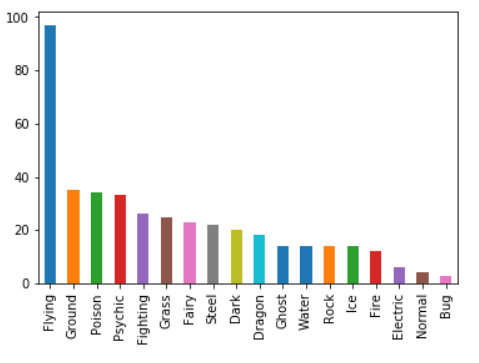 100
80
60
40
20
0
Flying
Ground
Poison
Psychic
Fighting
Grass
Fairy
Steel
Dark
Dragon
Ghost
Water
Rock
Ice
Fire
Electric
Normal
Bug